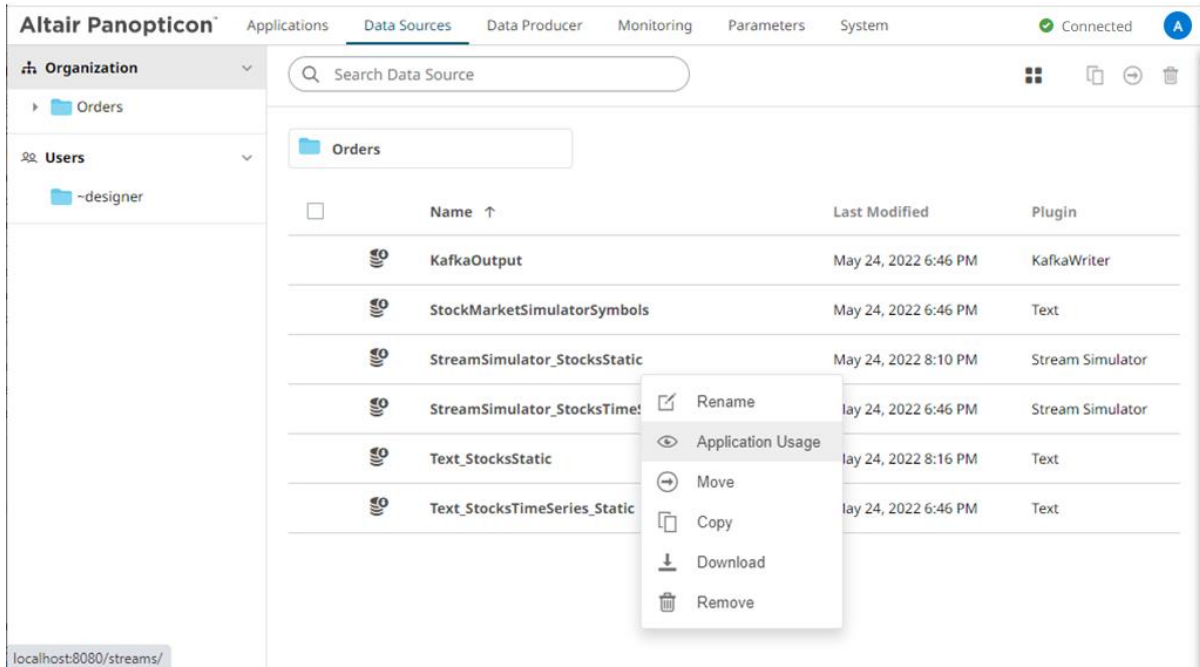 Altair Panopticon™ Applications Data Sources Data Producer Monitoring Parameters System Connected A
Organization
Orders
Users
~designer
Search Data Source
Orders
Name ↑ Last Modified Plugin
KafkaOutput May 24, 2022 6:46 PM KafkaWriter
StockMarketSimulatorSymbols May 24, 2022 6:46 PM Text
StreamSimulator_StocksStatic May 24, 2022 8:10 PM Stream Simulator
StreamSimulator_StocksTimeS lay 24, 2022 6:46 PM Stream Simulator
Text_StocksStatic lay 24, 2022 8:16 PM Text
Text_StocksTimeSeries_Static lay 24, 2022 6:46 PM Text
Rename
Application Usage
Move
Copy
Download
Remove
localhost:8080/streams/